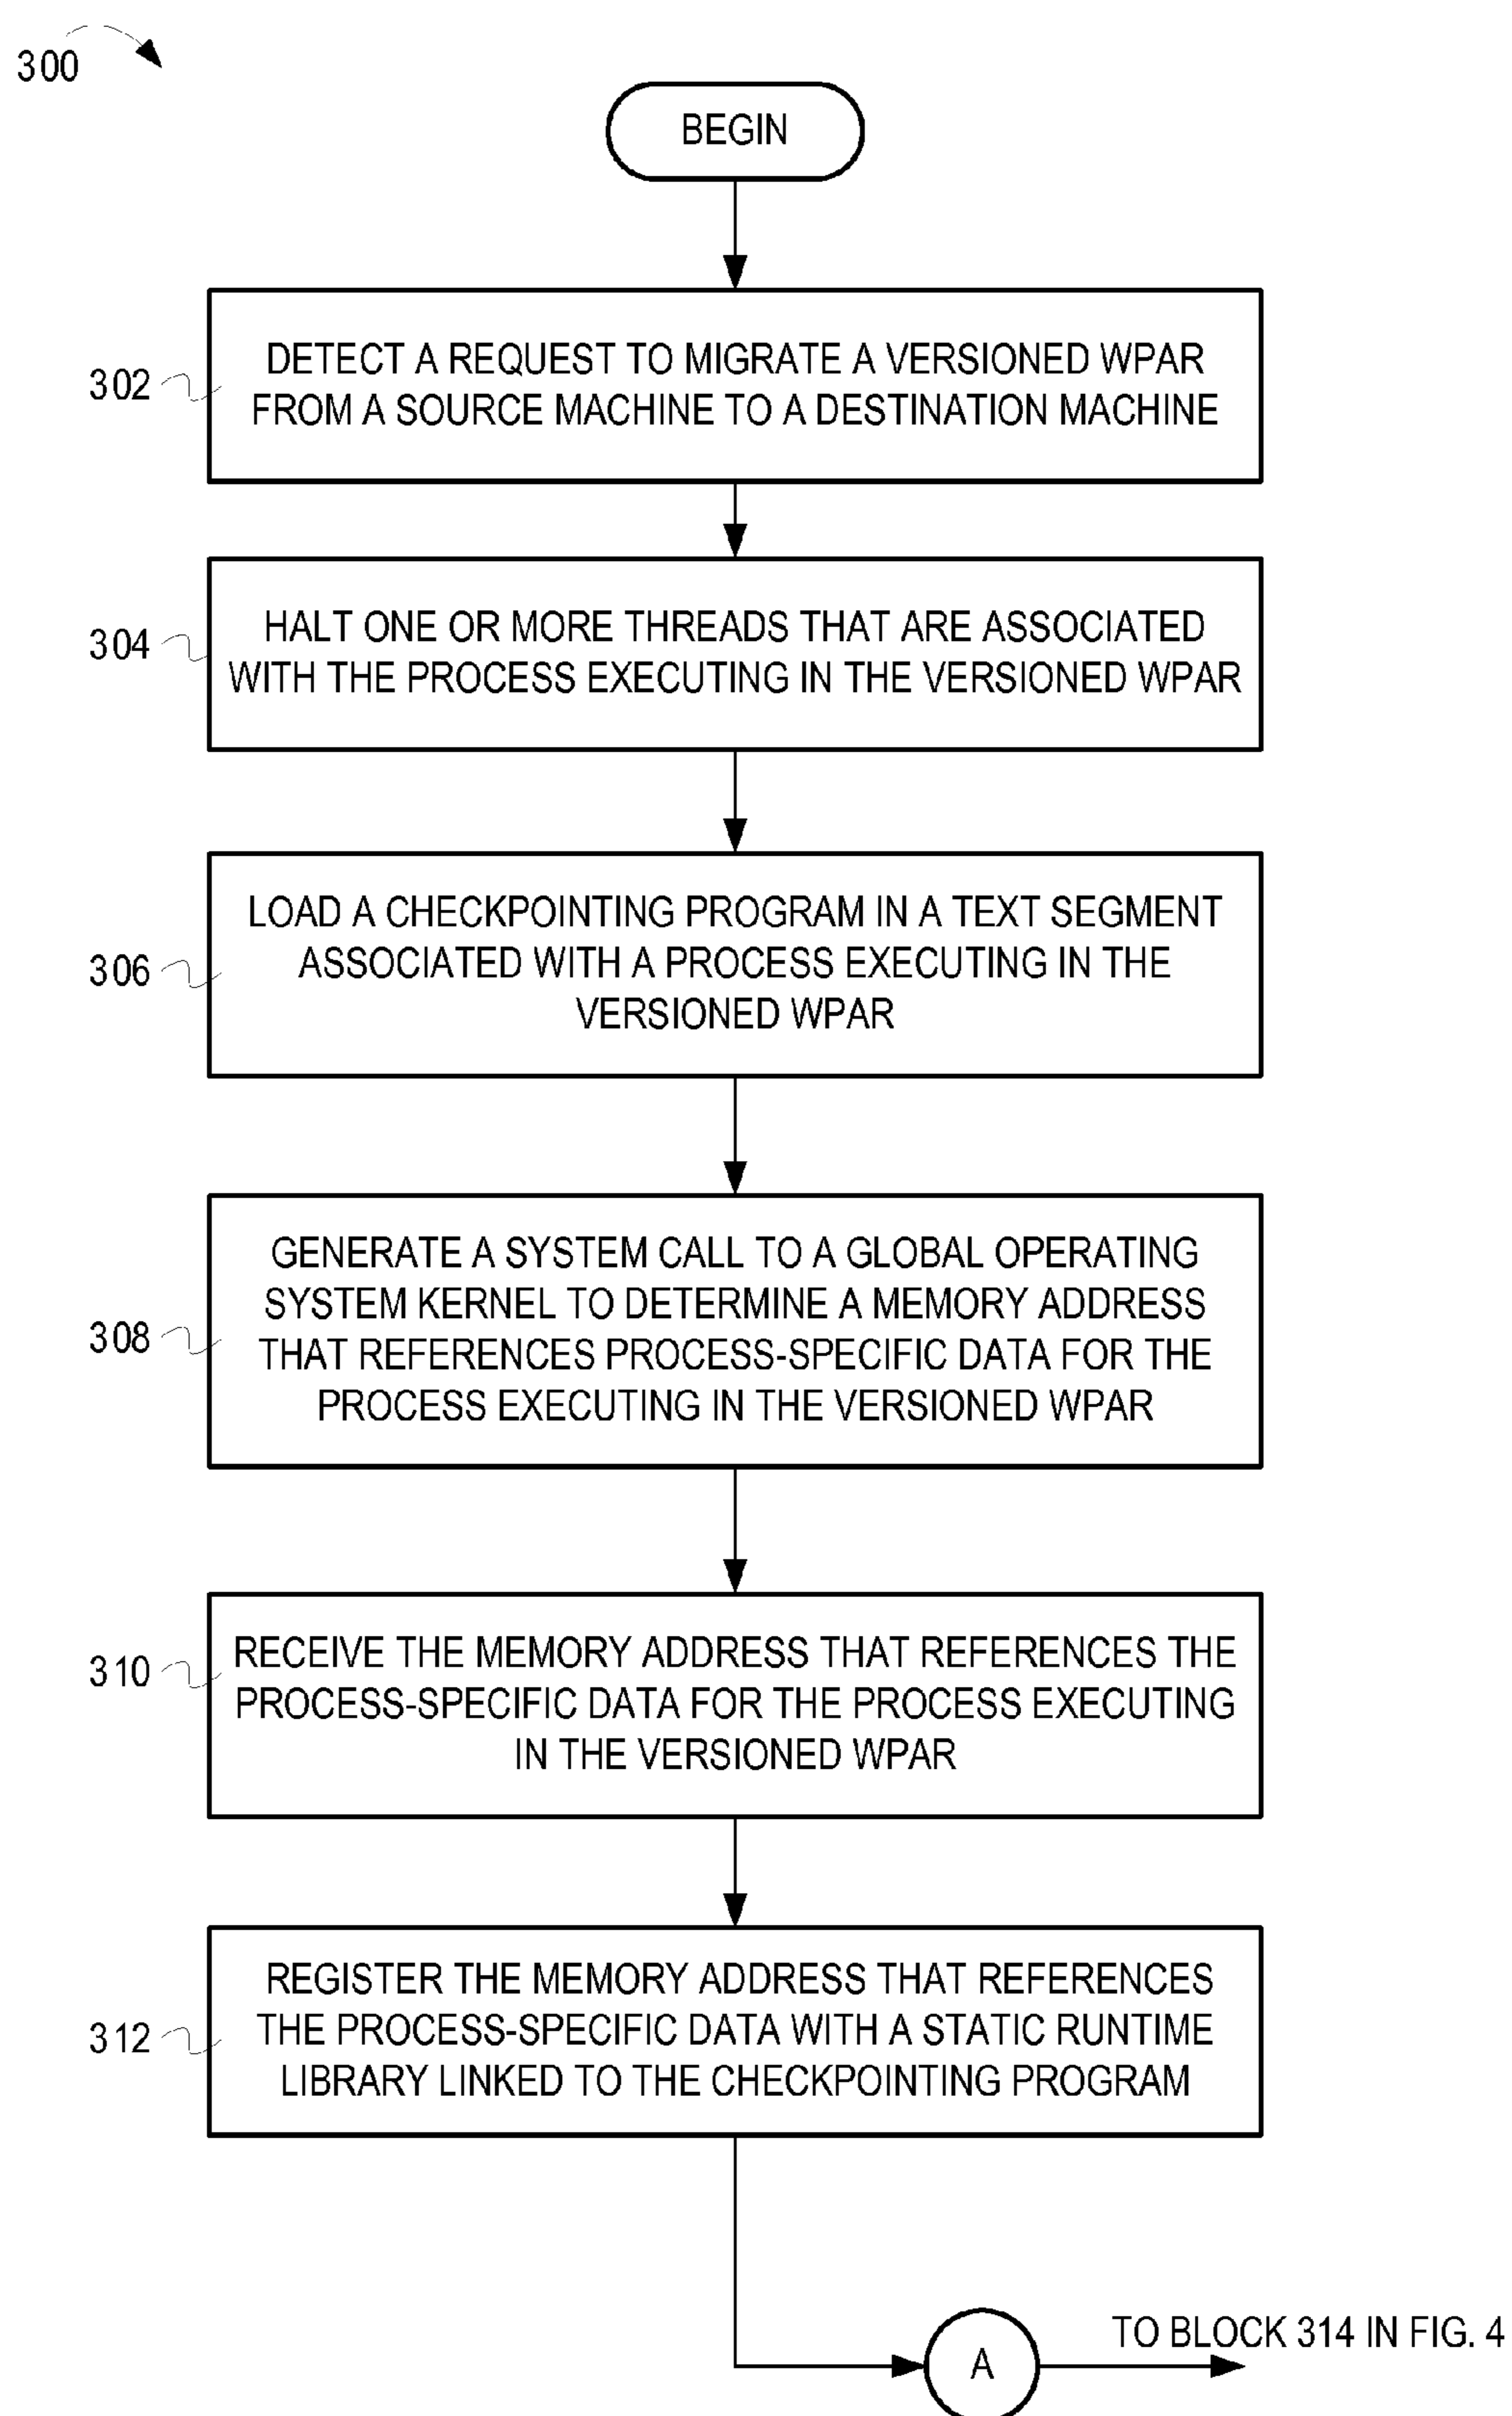 300
BEGIN
302
DETECT A REQUEST TO MIGRATE A VERSIONED WPAR
FROM A SOURCE MACHINE TO A DESTINATION MACHINE
304
HALT ONE OR MORE THREADS THAT ARE ASSOCIATED
WITH THE PROCESS EXECUTING IN THE VERSIONED WPAR
306
LOAD A CHECKPOINTING PROGRAM IN A TEXT SEGMENT
ASSOCIATED WITH A PROCESS EXECUTING IN THE
VERSIONED WPAR
308
GENERATE A SYSTEM CALL TO A GLOBAL OPERATING
SYSTEM KERNEL TO DETERMINE A MEMORY ADDRESS
THAT REFERENCES PROCESS-SPECIFIC DATA FOR THE
PROCESS EXECUTING IN THE VERSIONED WPAR
310
RECEIVE THE MEMORY ADDRESS THAT REFERENCES THE
PROCESS-SPECIFIC DATA FOR THE PROCESS EXECUTING
IN THE VERSIONED WPAR
312
REGISTER THE MEMORY ADDRESS THAT REFERENCES
THE PROCESS-SPECIFIC DATA WITH A STATIC RUNTIME
LIBRARY LINKED TO THE CHECKPOINTING PROGRAM
A
TO BLOCK 314 IN FIG. 4